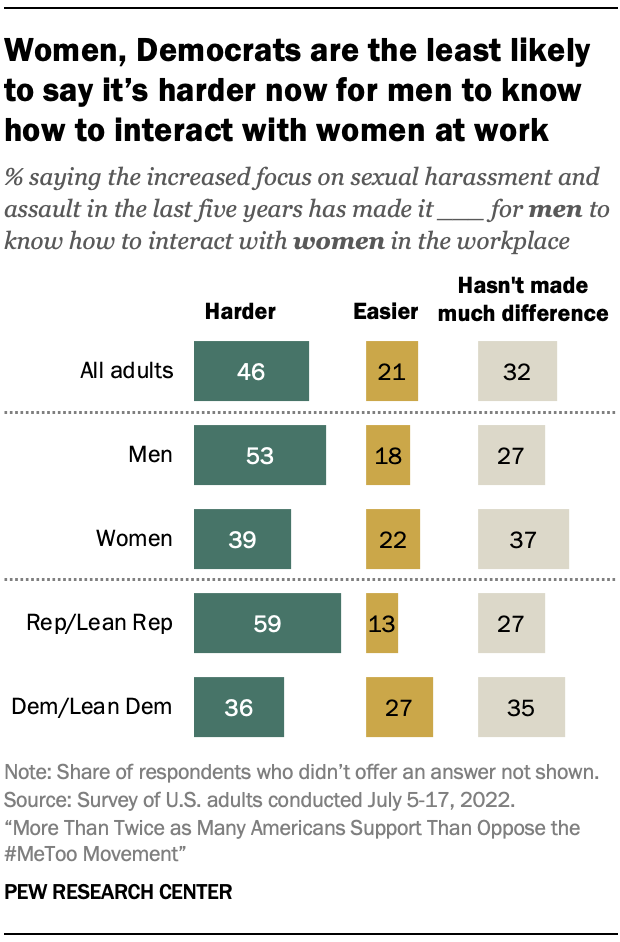 Women, Democrats are the least likely
to say it’s harder now for men to know
how to interact with women at work
% saying the increased focus on sexual harassment and
assault in the last five years has made it ___ for men to
know how to interact with women in the workplace
Harder Easier Hasn't made
much difference
All adults 46 21 32
Men 53 18 27
Women 39 22 37
Rep/Lean Rep 59 13 27
Dem/Lean Dem 36 27 35
Note: Share of respondents who didn’t offer an answer not shown.
Source: Survey of U.S. adults conducted July 5-17, 2022.
“More Than Twice as Many Americans Support Than Oppose the
#MeToo Movement”
PEW RESEARCH CENTER